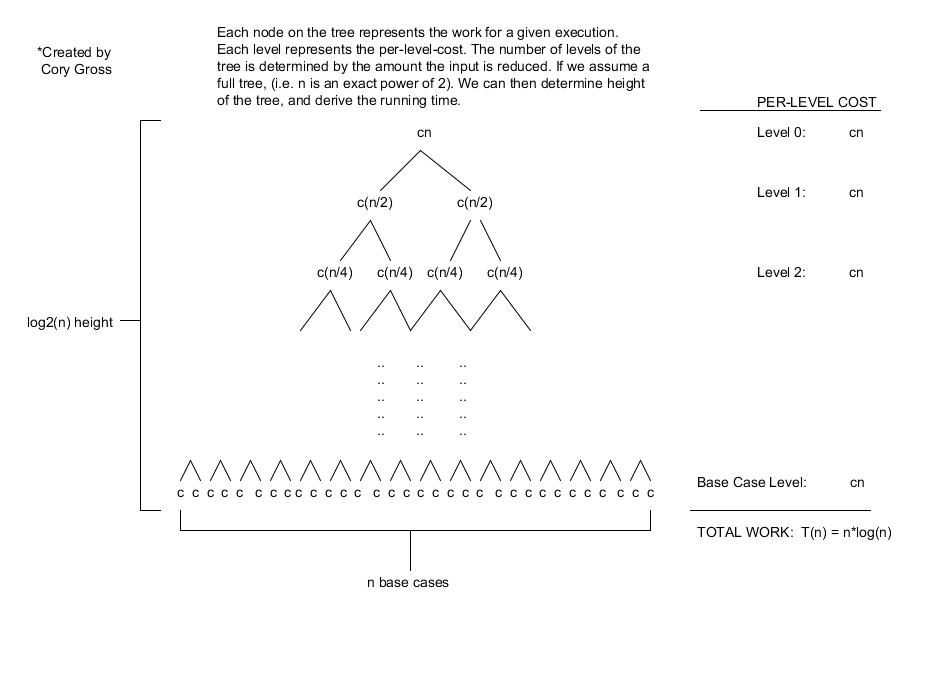 Each node on the tree represents the work for a given execution.
Each level represents the per-level-cost. The number of levels of the
tree is determined by the amount the input is reduced. If we assume a
full tree, (i.e. n is an exact power of 2). We can then determine height
of the tree, and derive the running time.
*Created by
Cory Gross
PER-LEVEL COST
cn
Level 0: cn
c(n/2) c(n/2)
Level 1: cn
c(n/4) c(n/4) c(n/4) c(n/4)
Level 2: cn
log2(n) height
.. .. ..
.. .. ..
.. .. ..
.. .. ..
.. .. ..
c c c c c c c c c c c c c c c c c c c c c c c c c c c c c c c c
Base Case Level: cn
TOTAL WORK: T(n) = n*log(n)
n base cases